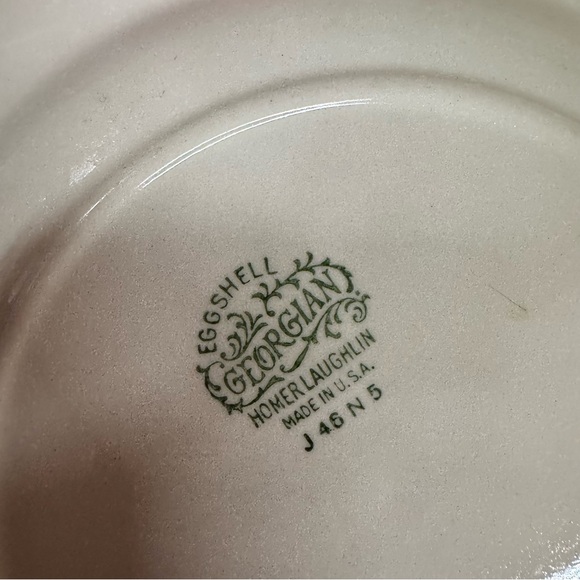 EGGSHELL
GEORGIAN
HOMER LAUGHLIN
MADE IN U.S.A.
J 46 N 5